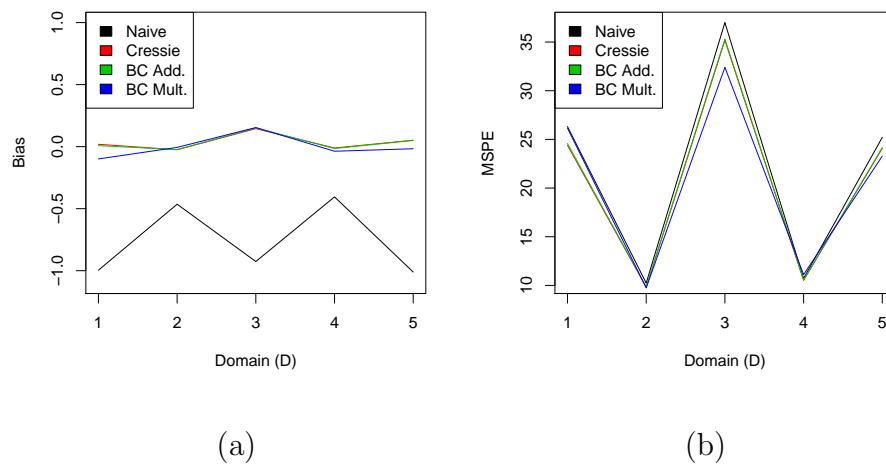 Naive
Cressie
BC Add.
BC Mult.
1.0
0.5
0.0
−0.5
−1.0
Bias
1 2 3 4 5
Domain (D)
(a)
Naive
Cressie
BC Add.
BC Mult.
35
30
25
20
15
10
MSPE
1 2 3 4 5
Domain (D)
(b)